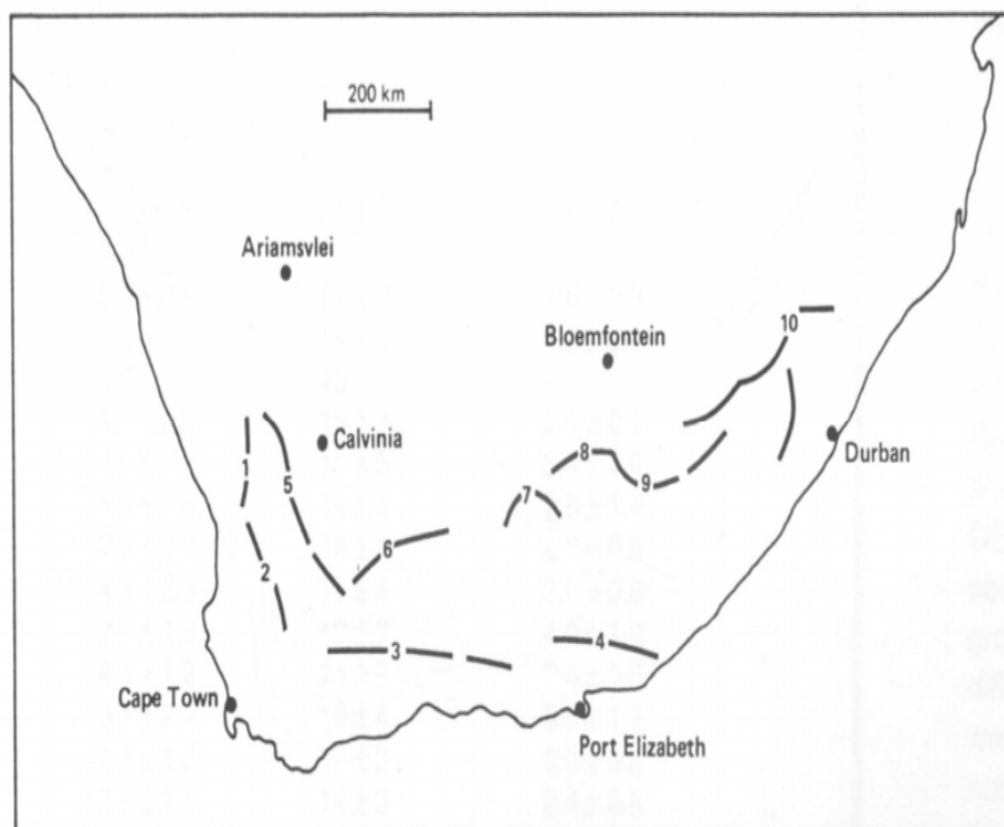 200 km
Ariamsvlei
Bloemfontein
10
Calvinia
Durban
1
5
8
9
7
6
2
3
4
Cape Town
Port Elizabeth